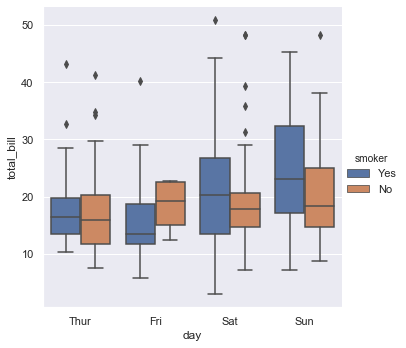 50
40
30
20
10
total_bill
Thur Fri Sat Sun
day
smoker
Yes
No